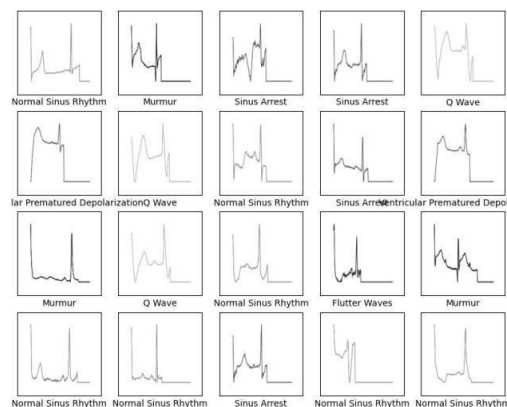 Normal Sinus Rhythm Murmur Sinus Arrest Sinus Arrest Q Wave
lar Prematured Depolarization Q Wave Normal Sinus Rhythm Sinus Arrest Ventricular Prematured Depol
Murmur Q Wave Normal Sinus Rhythm Flutter Waves Murmur
Normal Sinus Rhythm Normal Sinus Rhythm Sinus Arrest Normal Sinus Rhythm Normal Sinus Rhythm